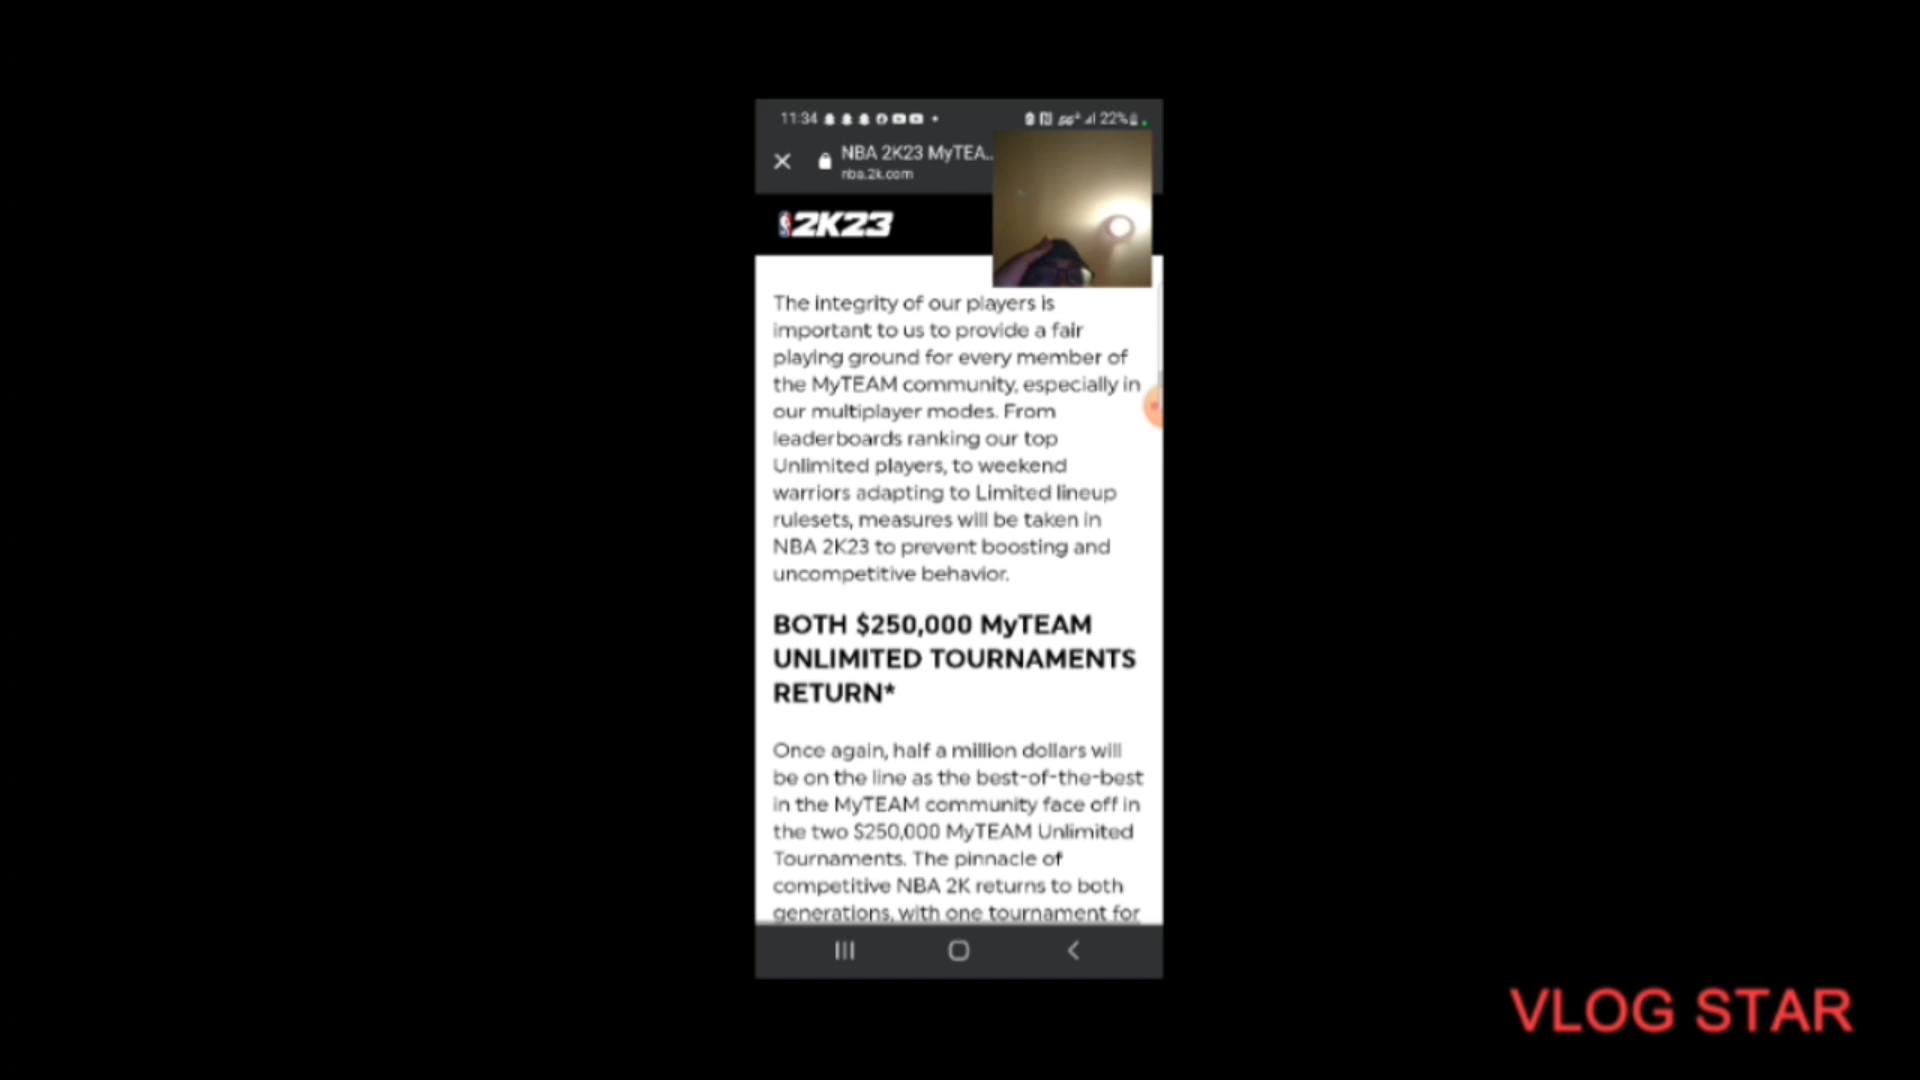 11:34
22%
NBA 2K23 MyTEA..
nba.2k.com
2K23
The integrity of our players is
important to us to provide a fair
playing ground for every member of
the MyTEAM community, especially in
our multiplayer modes. From
leaderboards ranking our top
Unlimited players, to weekend
warriors adapting to Limited lineup
rulesets, measures will be taken in
NBA 2K23 to prevent boosting and
uncompetitive behavior.
BOTH $250,000 MyTEAM
UNLIMITED TOURNAMENTS
RETURN*
Once again, half a million dollars will
be on the line as the best-of-the-best
in the MyTEAM community face off in
the two $250,000 MyTEAM Unlimited
Tournaments. The pinnacle of
competitive NBA 2K returns to both
generations, with one tournament for
VLOG STAR